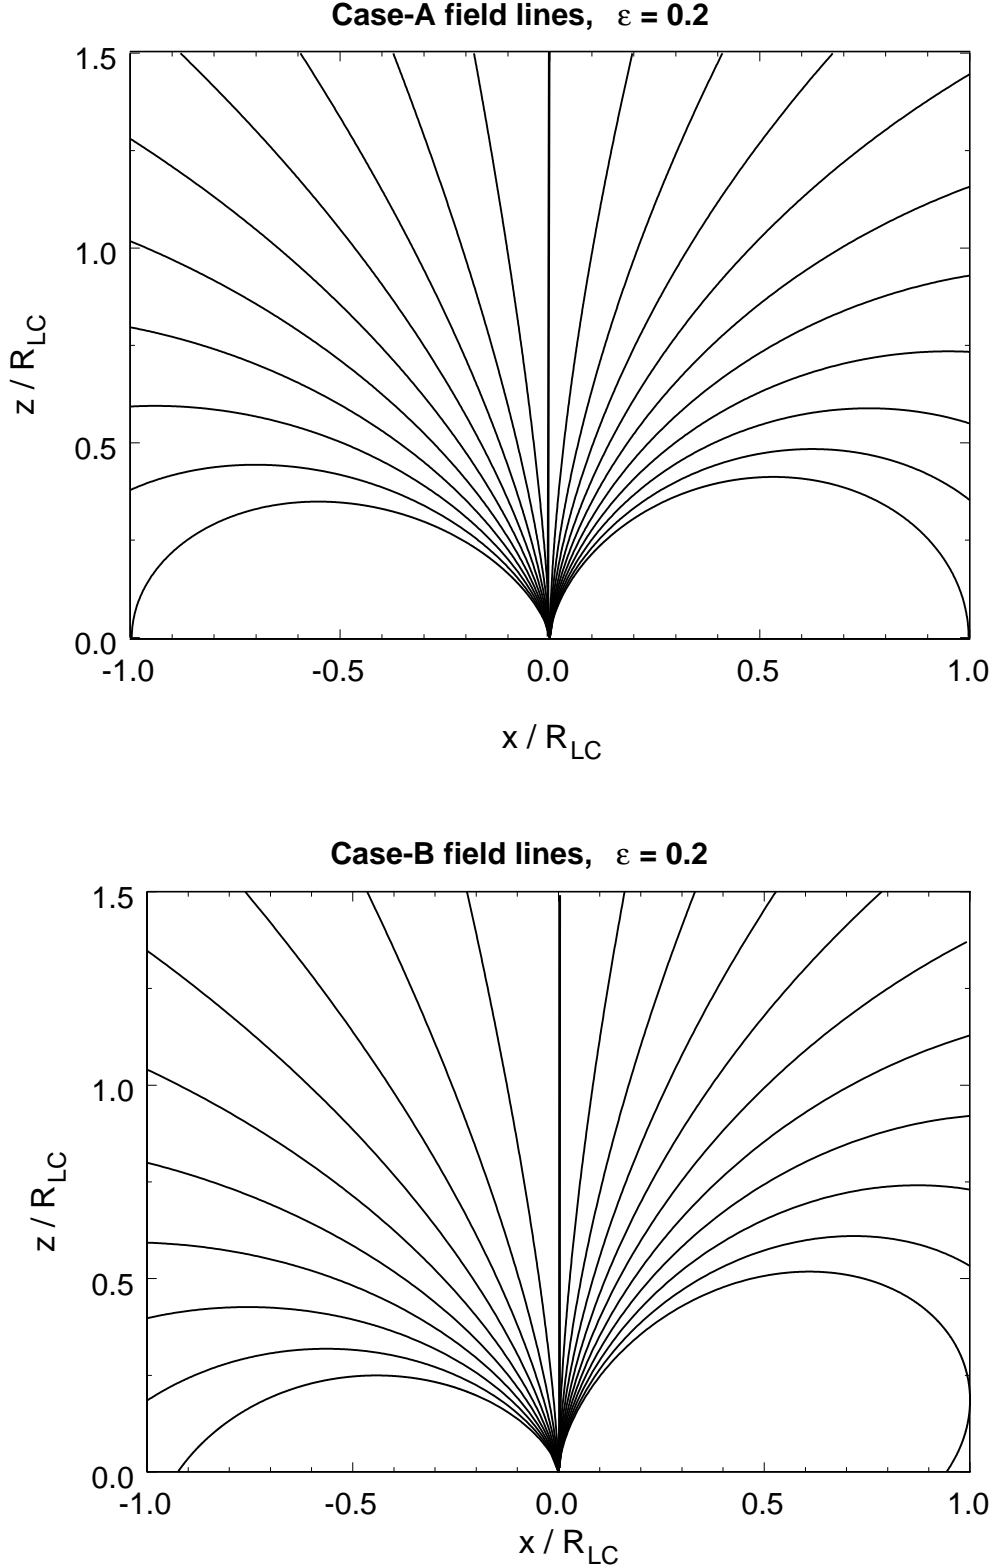 Case-A field lines, ε = 0.2
1.5
1.0
0.5
0.0
z / R_LC
-1.0 -0.5 0.0 0.5 1.0
x / R_LC
Case-B field lines, ε = 0.2
1.5
1.0
0.5
0.0
z / R_LC
-1.0 -0.5 0.0 0.5 1.0
x / R_LC